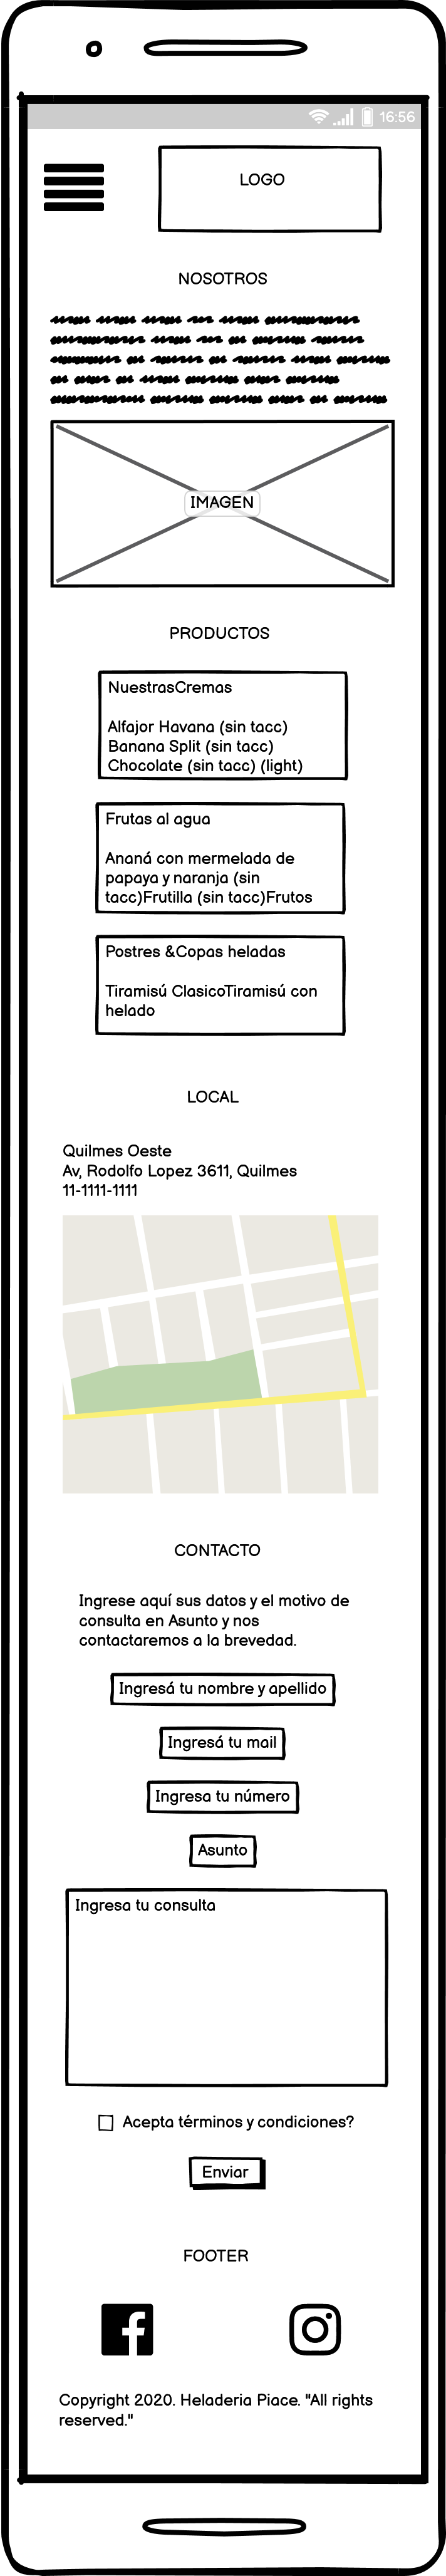 16:56
LOGO
NOSOTROS
IMAGEN
PRODUCTOS
NuestrasCremas
Alfajor Havana (sin tacc)
Banana Split (sin tacc)
Chocolate (sin tacc) (light)
Frutas al agua
Ananá con mermelada de
papaya y naranja (sin
tacc)Frutilla (sin tacc)Frutos
Postres &Copas heladas
Tiramisú ClasicoTiramisú con
helado
LOCAL
Quilmes Oeste
Av, Rodolfo Lopez 3611, Quilmes
11-1111-1111
CONTACTO
Ingrese aquí sus datos y el motivo de
consulta en Asunto y nos
contactaremos a la brevedad.
Ingresá tu nombre y apellido
Ingresá tu mail
Ingresa tu número
Asunto
Ingresa tu consulta
Acepta términos y condiciones?
Enviar
FOOTER
Copyright 2020. Heladeria Piace. "All rights
reserved."